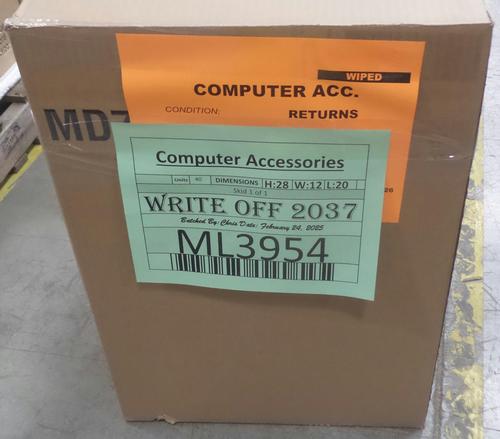 WIPED
COMPUTER ACC.
CONDITION: RETURNS
MD7
Computer Accessories
Units 40 DIMENSIONS H:28 W:12 L:20
Skid 1 of 1
WRITE OFF 2037
Butched By: Chris Date: February 24, 2025
ML3954
26